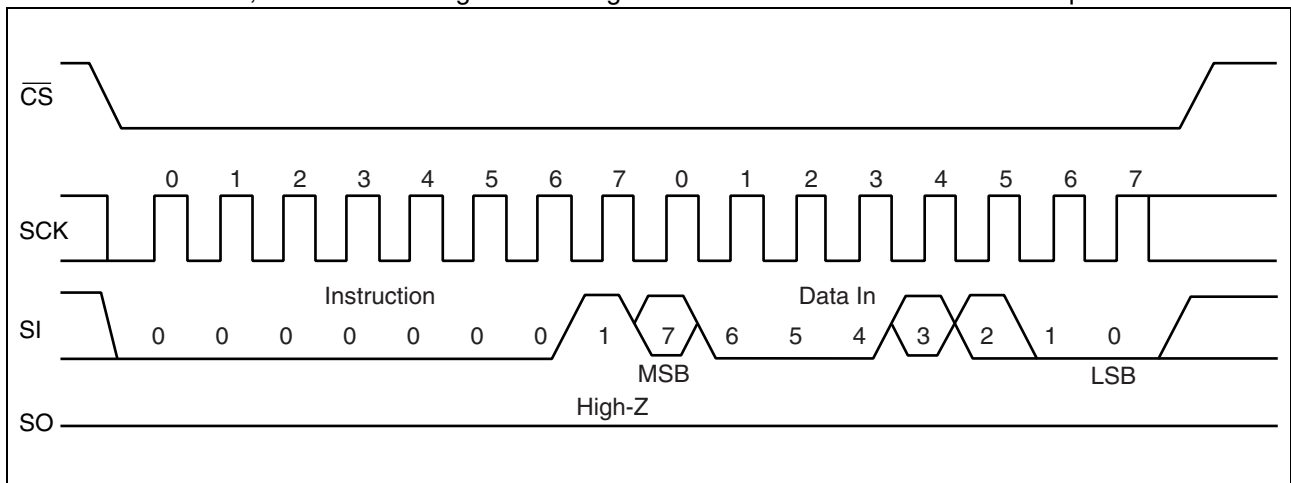 CS
0 1 2 3 4 5 6 7 0 1 2 3 4 5 6 7
SCK
Instruction Data In
SI 0 0 0 0 0 0 0 1 7 6 5 4 3 2 1 0
MSB LSB
High-Z
SO